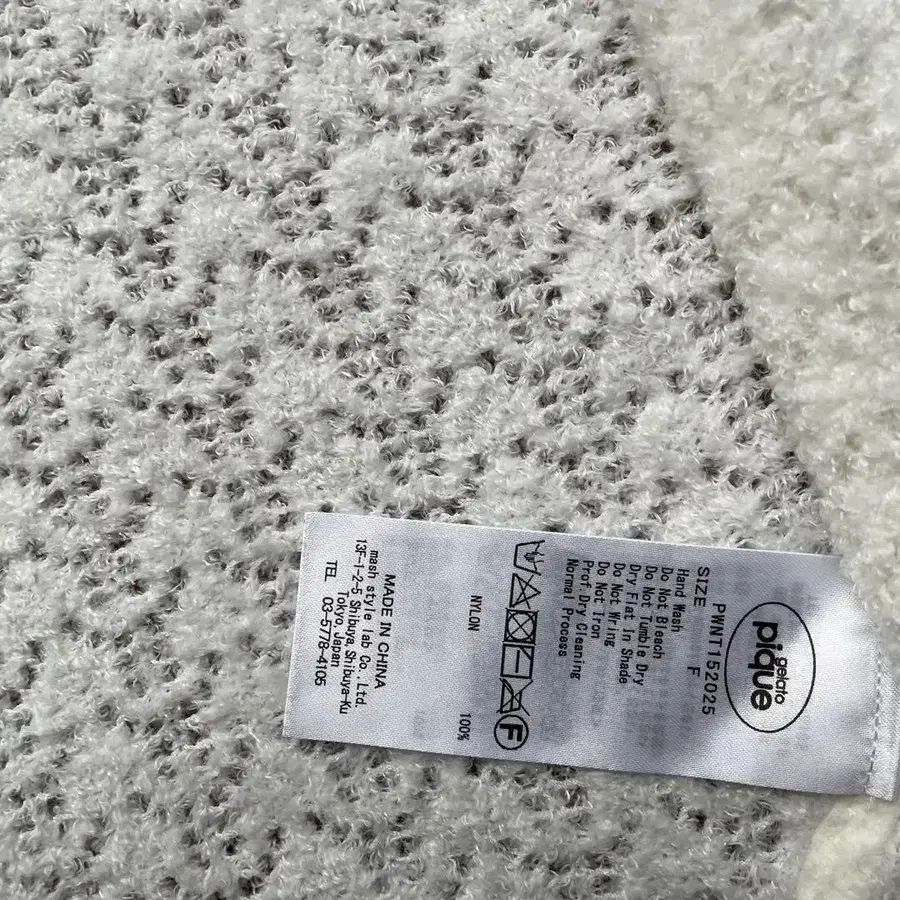 gelato
pique
PWNT152025
SIZE F
Hand Wash
Do Not Bleach
Do Not Tumble Dry
Dry Flat In Shade
Do Not Wring
Do Not Iron
Prof.Dry Cleaning
Normal Process
F
NYLON 100%
MADE IN CHINA
mash style lab Co.,Ltd.
13F-1-2-5 Shibuya, Shibuya-Ku
Tokyo, Japan
TEL 03-5778-4105